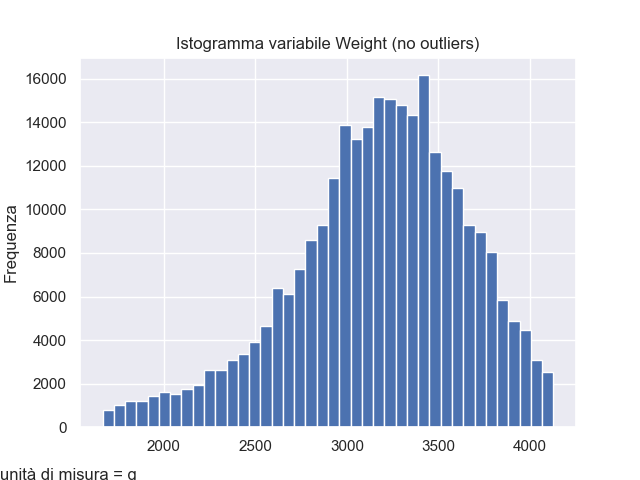 Istogramma variabile Weight (no outliers)
16000
14000
12000
10000
8000
6000
4000
2000
0
Frequenza
2000 2500 3000 3500 4000
unità di misura = g